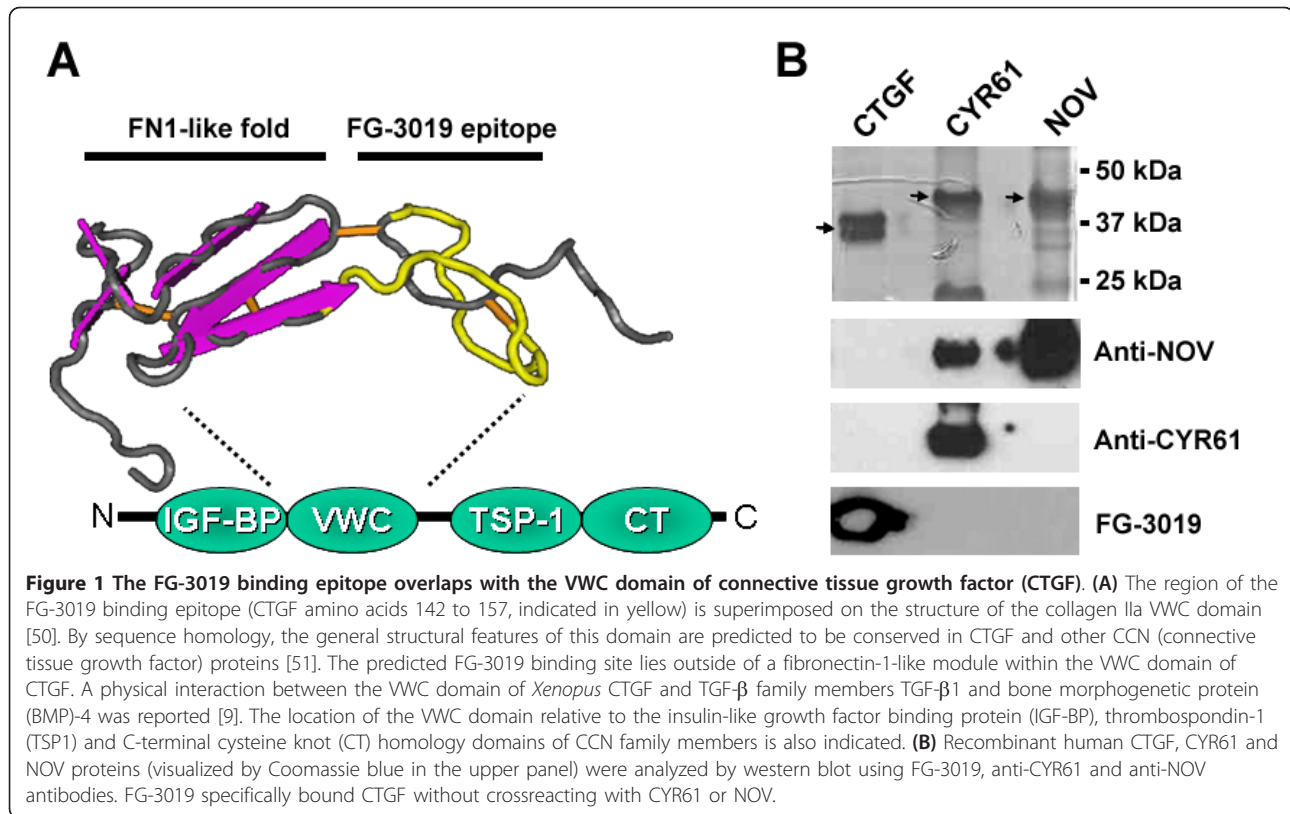 A
FN1-like fold
FG-3019 epitope
N
IGF-BP
VWC
TSP-1
CT
C
B
CTGF
CYR61
NOV
- 50 kDa
- 37 kDa
- 25 kDa
Anti-NOV
Anti-CYR61
FG-3019
Figure 1 The FG-3019 binding epitope overlaps with the VWC domain of connective tissue growth factor (CTGF). (A) The region of the
FG-3019 binding epitope (CTGF amino acids 142 to 157, indicated in yellow) is superimposed on the structure of the collagen IIa VWC domain
[50]. By sequence homology, the general structural features of this domain are predicted to be conserved in CTGF and other CCN (connective
tissue growth factor) proteins [51]. The predicted FG-3019 binding site lies outside of a fibronectin-1-like module within the VWC domain of
CTGF. A physical interaction between the VWC domain of Xenopus CTGF and TGF-β family members TGF-β1 and bone morphogenetic protein
(BMP)-4 was reported [9]. The location of the VWC domain relative to the insulin-like growth factor binding protein (IGF-BP), thrombospondin-1
(TSP1) and C-terminal cysteine knot (CT) homology domains of CCN family members is also indicated. (B) Recombinant human CTGF, CYR61 and
NOV proteins (visualized by Coomassie blue in the upper panel) were analyzed by western blot using FG-3019, anti-CYR61 and anti-NOV
antibodies. FG-3019 specifically bound CTGF without crossreacting with CYR61 or NOV.